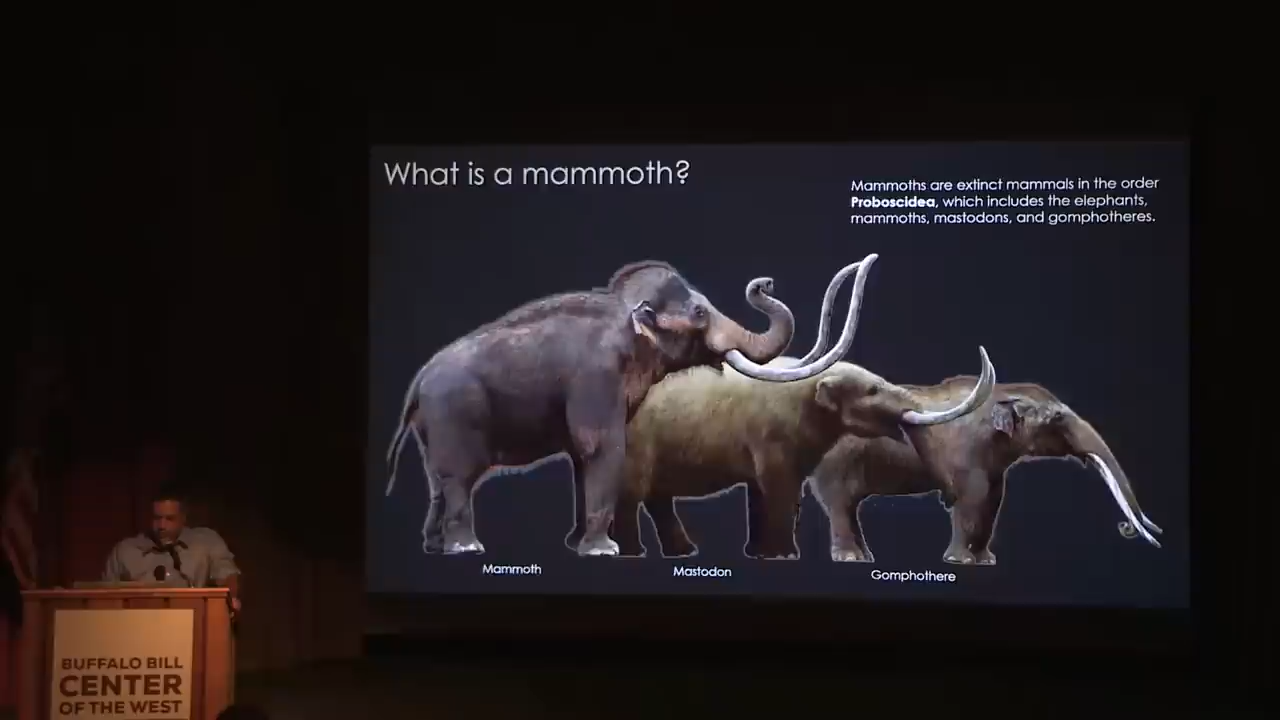 What is a mammoth?
Mammoths are extinct mammals in the order
Proboscidea, which includes the elephants,
mammoths, mastodons, and gomphotheres.
Mammoth
Mastodon
Gomphothere
BUFFALO BILL
CENTER
OF THE WEST